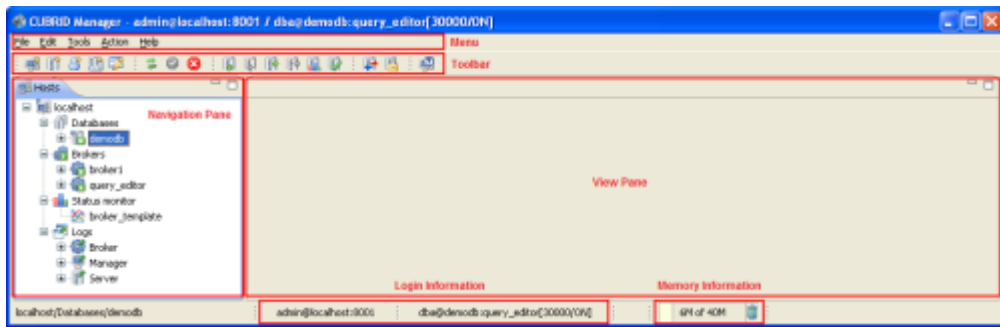 CUBRID Manager - admin@localhost:8001 / dba@demodb:query_editor[30000/ON]
File Edit Tools Action Help
Menu
Toolbar
Hosts
localhost
Databases
demodb
Brokers
broker1
query_editor
Status monitor
broker_template
Logs
Broker
Manager
Server
Navigation Pane
View Pane
Login Information
Memory Information
localhost/Databases/demodb
admin@localhost:8001
dba@demodb:query_editor[30000/ON]
6M of 40M